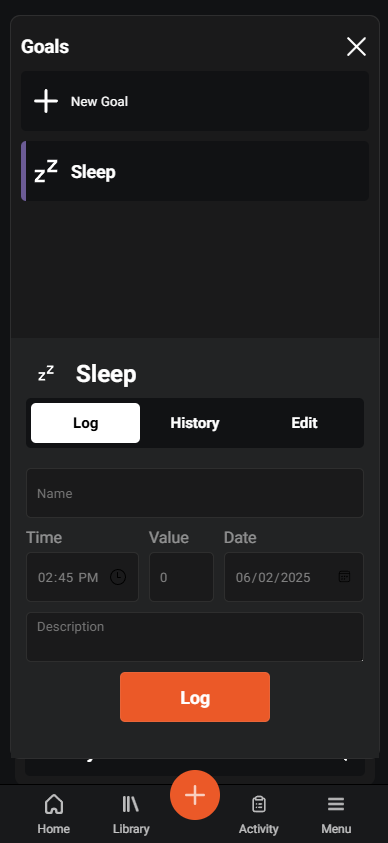 Goals
New Goal
Sleep
Sleep
Log History Edit
Name
Time Value Date
02:45 PM 0 06/02/2025
Description
Log
Home Library Activity Menu